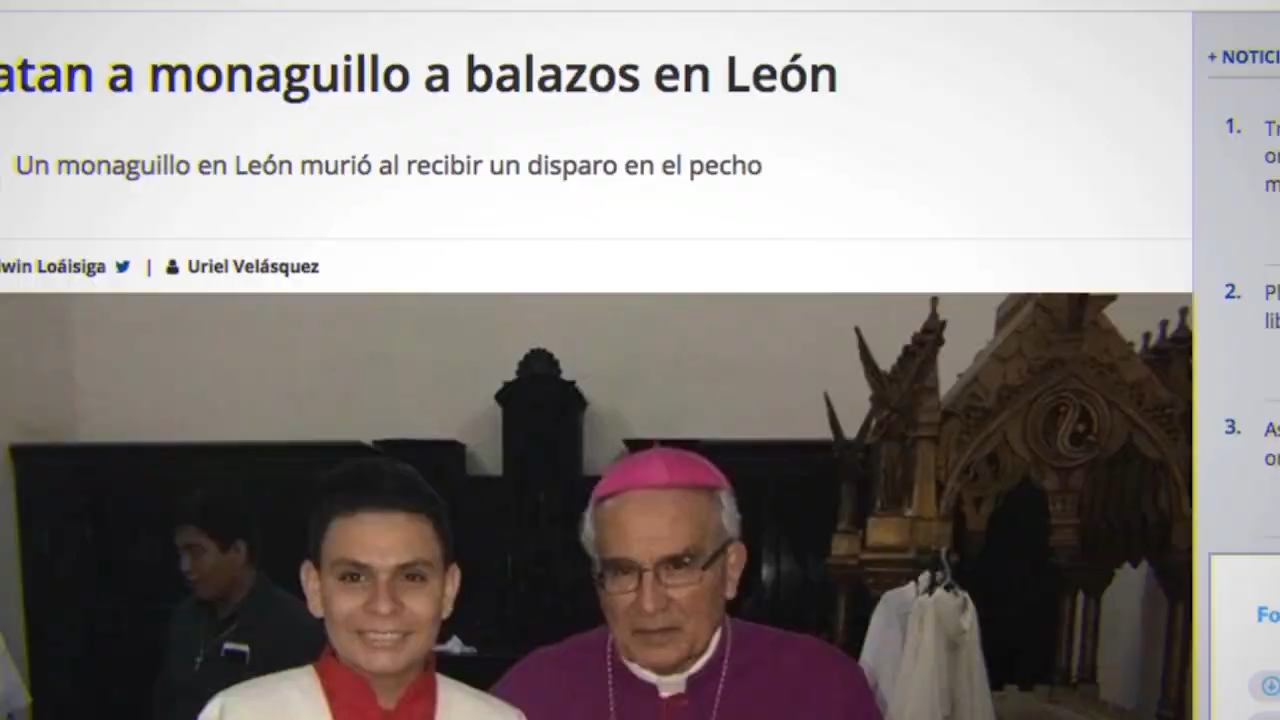 atan a monaguillo a balazos en León
Un monaguillo en León murió al recibir un disparo en el pecho
win Loáisiga | Uriel Velásquez
+ NOTICI
1.
2.
3.